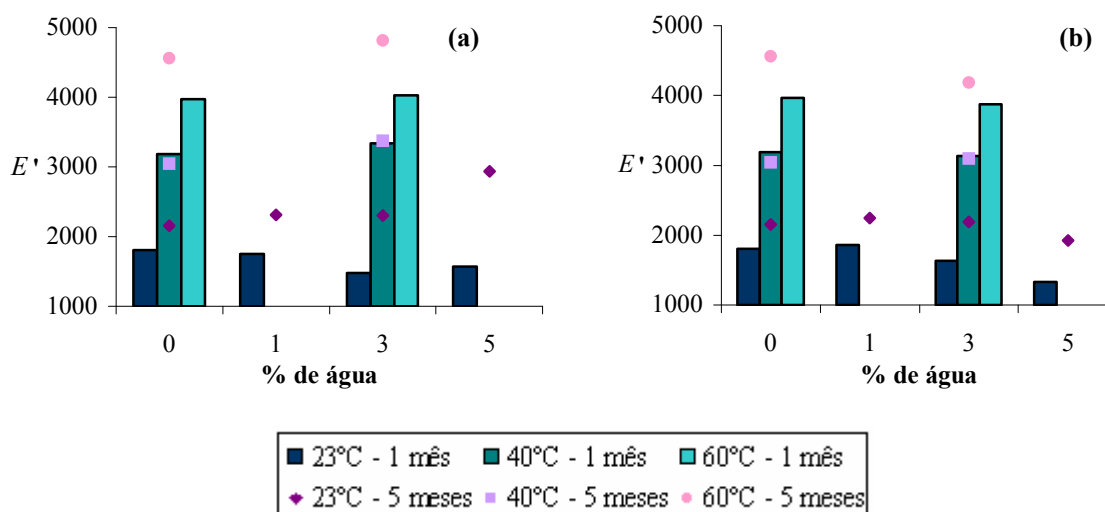 (a)
5000
4000
3000
2000
1000
E'
0 1 3 5
% de água
(b)
5000
4000
3000
2000
1000
E'
0 1 3 5
% de água
23°C - 1 mês 40°C - 1 mês 60°C - 1 mês
23°C - 5 meses 40°C - 5 meses 60°C - 5 meses